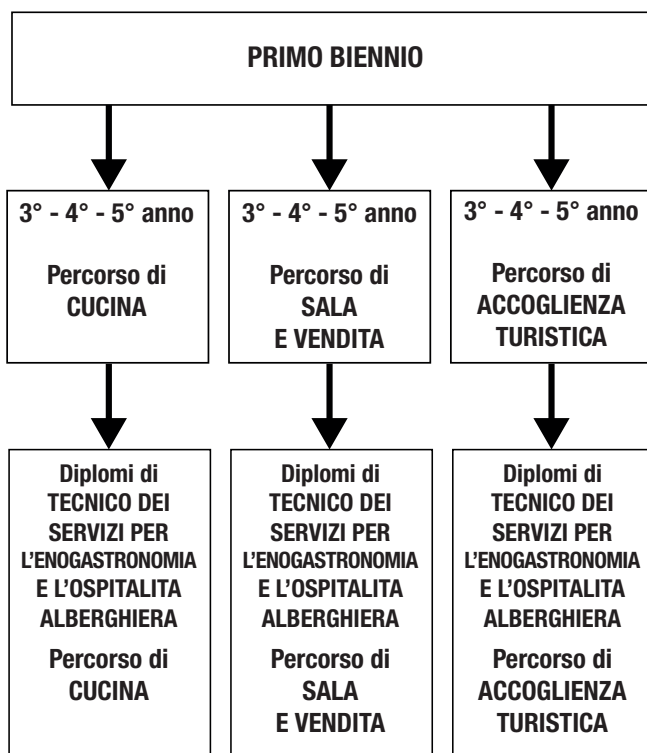 PRIMO BIENNIO
3° - 4° - 5° anno
Percorso di
CUCINA
3° - 4° - 5° anno
Percorso di
SALA
E VENDITA
3° - 4° - 5° anno
Percorso di
ACCOGLIENZA
TURISTICA
Diplomi di
TECNICO DEI
SERVIZI PER
L’ENOGASTRONOMIA
E L’OSPITALITA
ALBERGHIERA
Percorso di
CUCINA
Diplomi di
TECNICO DEI
SERVIZI PER
L’ENOGASTRONOMIA
E L’OSPITALITA
ALBERGHIERA
Percorso di
SALA
E VENDITA
Diplomi di
TECNICO DEI
SERVIZI PER
L’ENOGASTRONOMIA
E L’OSPITALITA
ALBERGHIERA
Percorso di
ACCOGLIENZA
TURISTICA